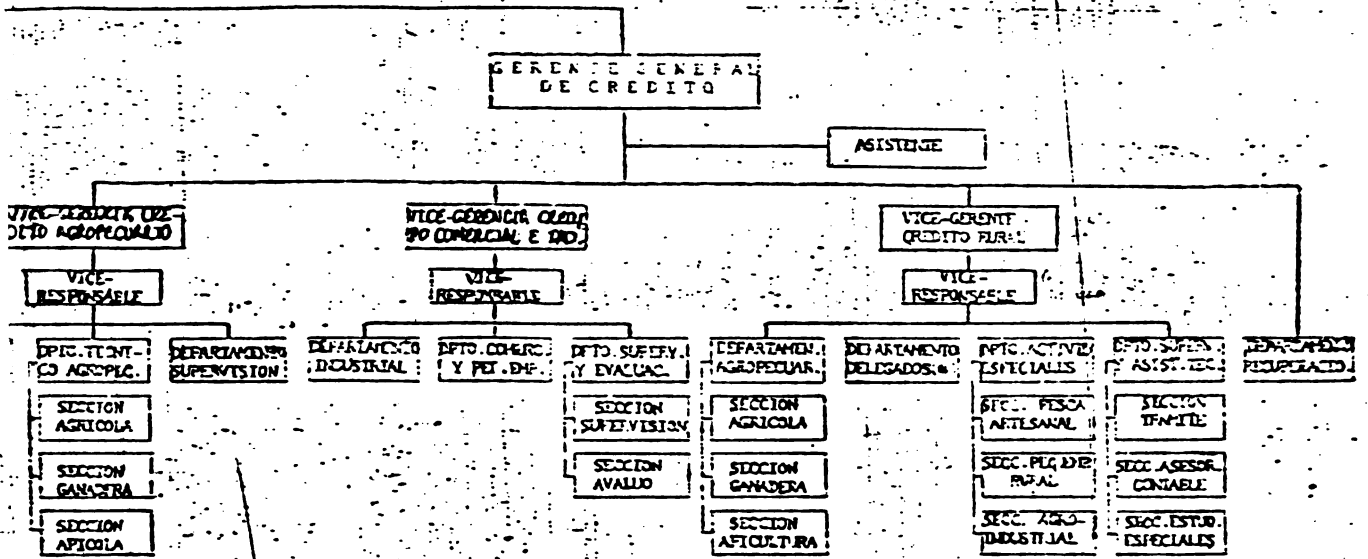 GERENTE GENERAL
DE CREDITO
ASISTENTE
VICE-GERENCIA CRE-
DITO AGROPECUARIO
VICE-GERENCIA CREDI
TO COMERCIAL E IND.
VICE-GERENTE
CREDITO RURAL
VICE-
RESPONSABLE
VICE-
RESPONSABLE
VICE-
RESPONSABLE
DPTO. TECNI-
CO AGROPEC.
DEPARTAMENTO
SUPERVISION
DEPARTAMENTO
INDUSTRIAL
DPTO. COMERC.
Y PEQ. EMP.
DPTO. SUPERV.
Y EVALUAC.
DEPARTAMEN.
AGROPECUAR.
DEPARTAMENTO
DELEGADOS
DPTO. ACTIVID
ESPECIALES
DPTO. SUPERV.
ASIST. TEC.
DEPARTAMENTO
RECUPERACIO
SECCION
AGRICOLA
SECCION
GANADERA
SECCION
APICOLA
SECCION
SUPERVISION
SECCION
AVALUO
SECCION
AGRICOLA
SECCION
GANADERA
SECCION
APICULTURA
SECC. PESCA
ARTESANAL
SECC. PEQ. EMP
RURAL
SECC. AGRO-
INDUSTRIAL
SECCION
TRAMITE
SECC. ASESOR.
CONTABLE
SECC. ESTUD.
ESPECIALES